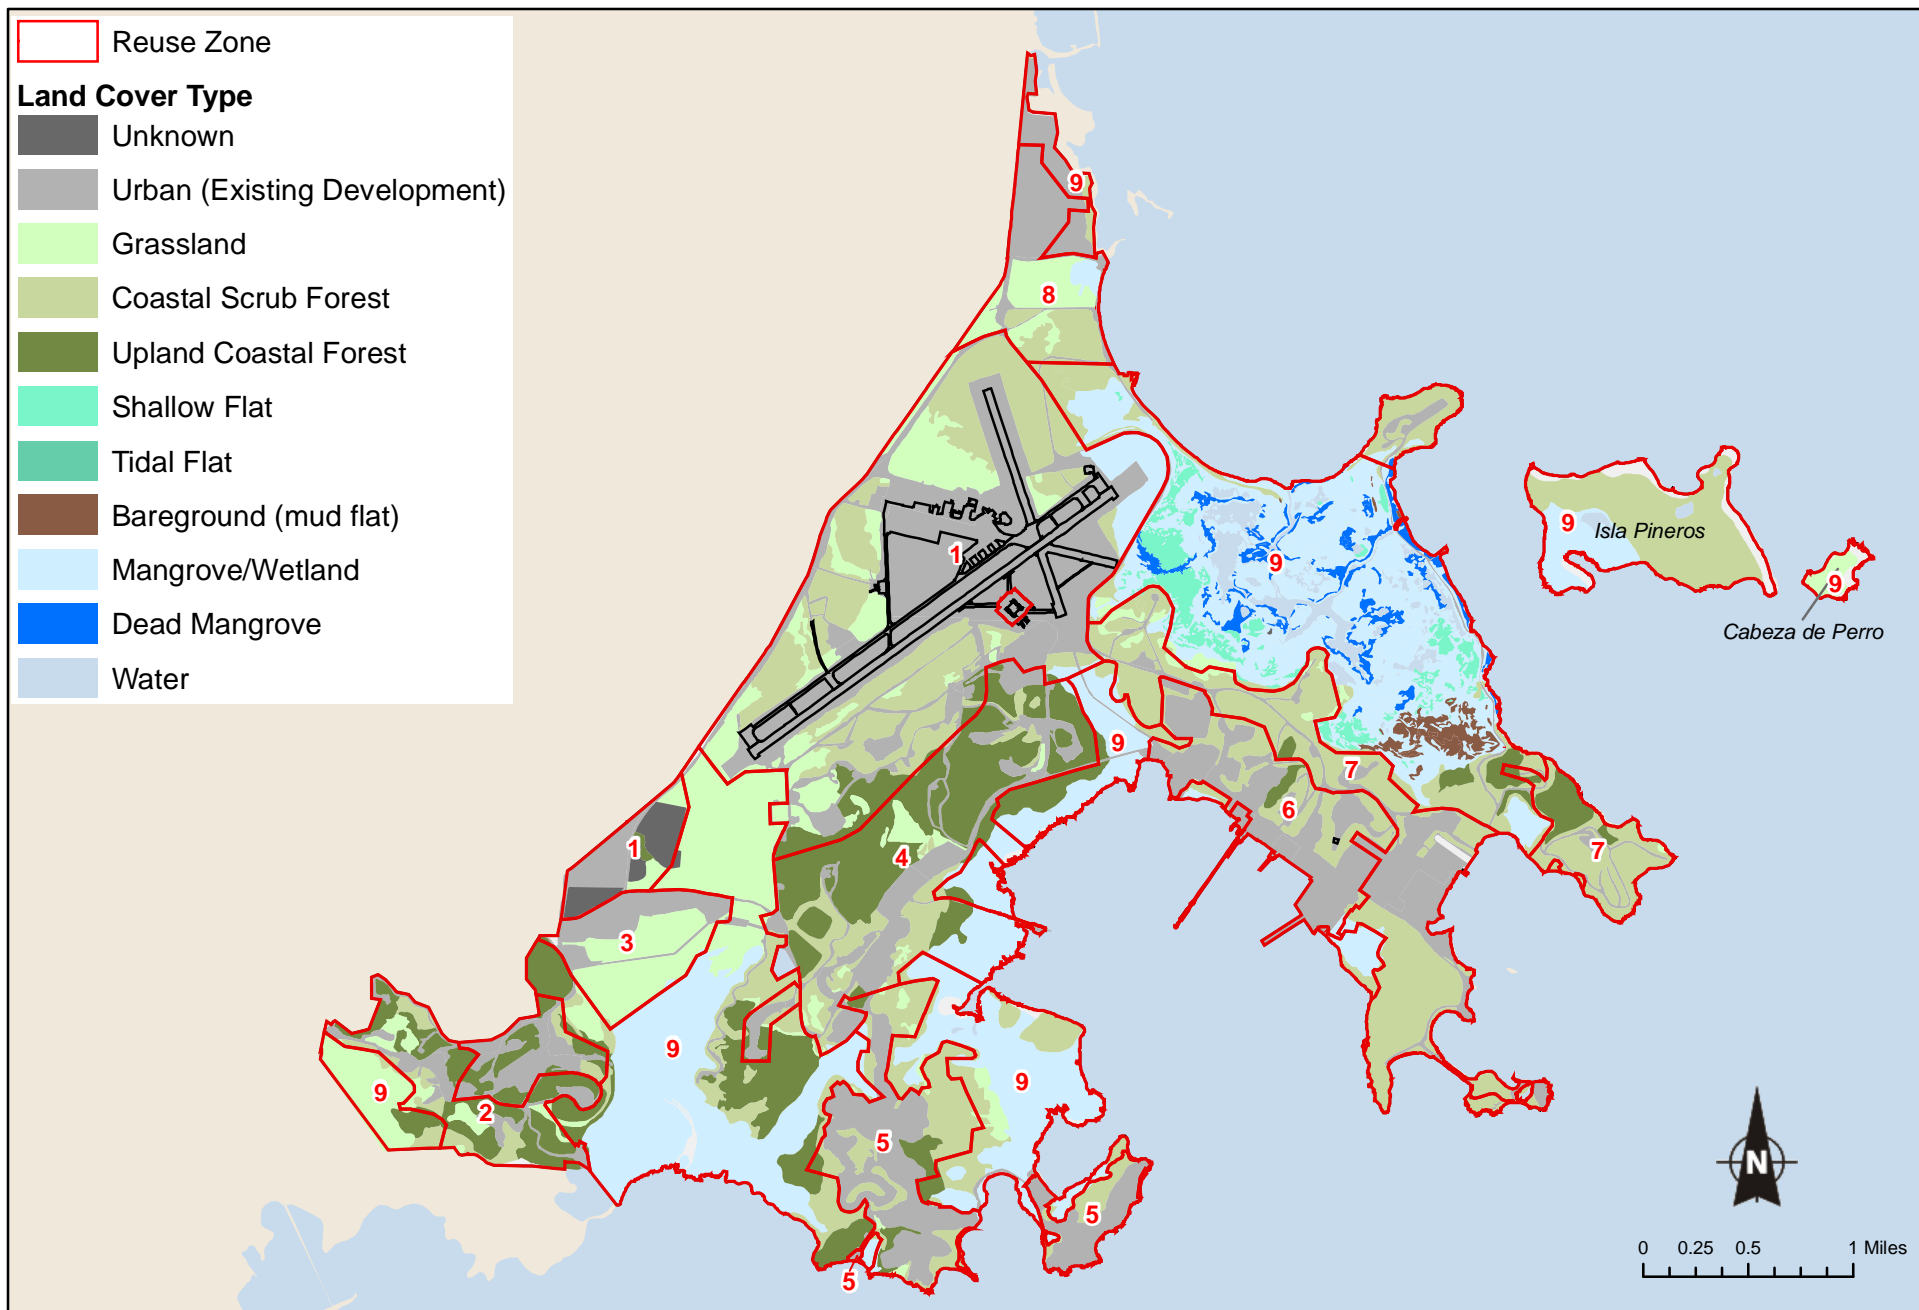 Reuse Zone
Land Cover Type
Unknown
Urban (Existing Development)
Grassland
Coastal Scrub Forest
Upland Coastal Forest
Shallow Flat
Tidal Flat
Bareground (mud flat)
Mangrove/Wetland
Dead Mangrove
Water
9
8
1
9
9
Isla Pineros
9
Cabeza de Perro
9
7
6
1
4
7
3
9
9
9
2
5
5
5
N
0 0.25 0.5 1 Miles